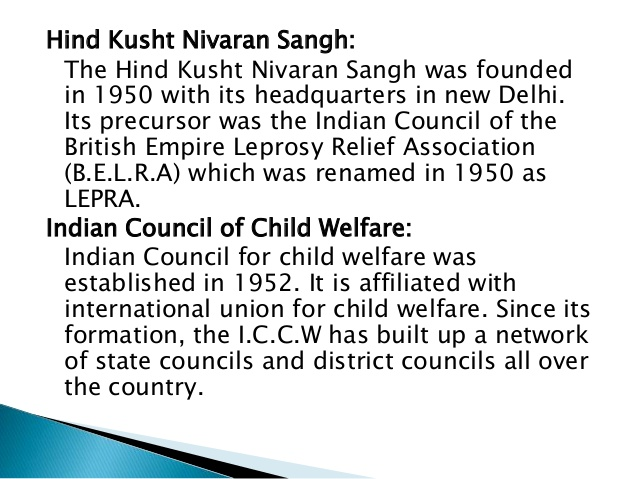 Hind Kusht Nivaran Sangh:
The Hind Kusht Nivaran Sangh was founded
in 1950 with its headquarters in new Delhi.
Its precursor was the Indian Council of the
British Empire Leprosy Relief Association
(B.E.L.R.A) which was renamed in 1950 as
LEPRA.
Indian Council of Child Welfare:
Indian Council for child welfare was
established in 1952. It is affiliated with
international union for child welfare. Since its
formation, the I.C.C.W has built up a network
of state councils and district councils all over
the country.